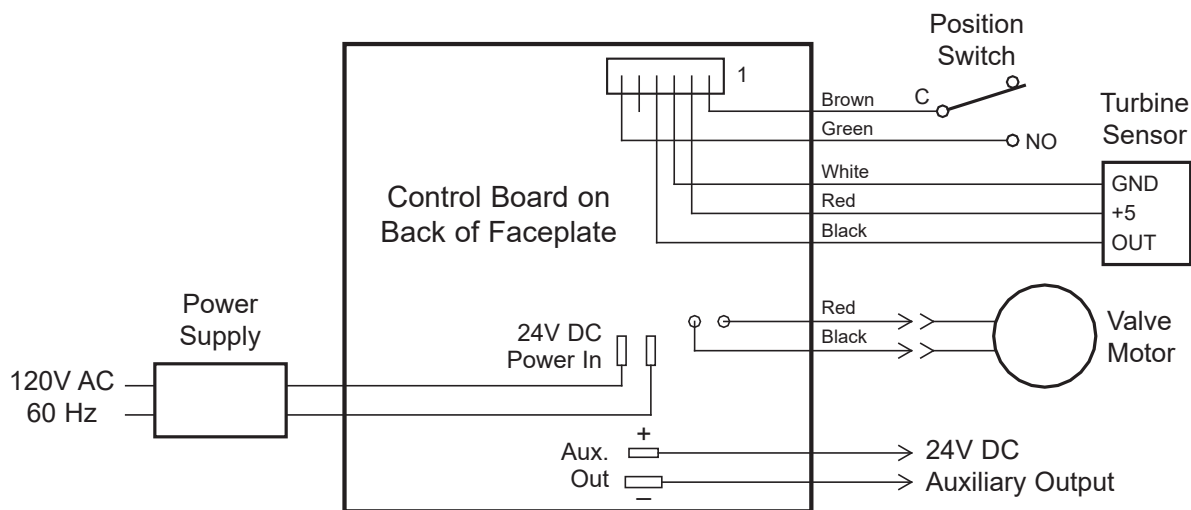 Position
Switch
1
Brown
C
Turbine
Sensor
Green
NO
Control Board on
Back of Faceplate
White
GND
Red
+5
Black
OUT
Power
Supply
24V DC
Power In
Red
Black
Valve
Motor
120V AC
60 Hz
+
Aux.
Out
–
24V DC
Auxiliary Output